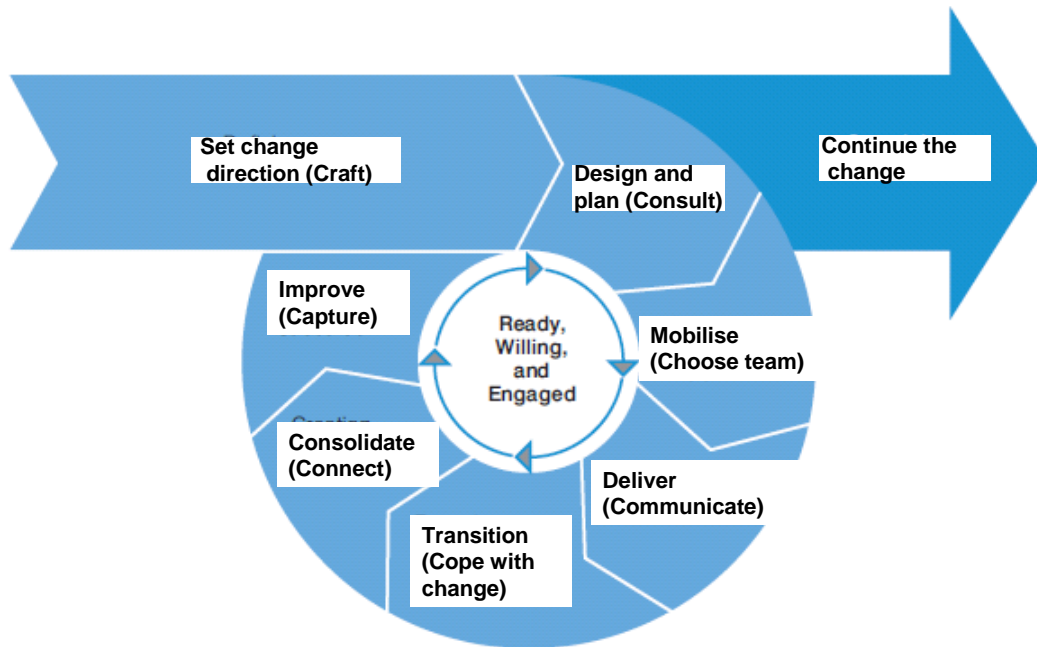 Set change
direction (Craft)
Design and
plan (Consult)
Continue the
change
Improve
(Capture)
Ready,
Willing,
and
Engaged
Mobilise
(Choose team)
Consolidate
(Connect)
Deliver
(Communicate)
Transition
(Cope with
change)